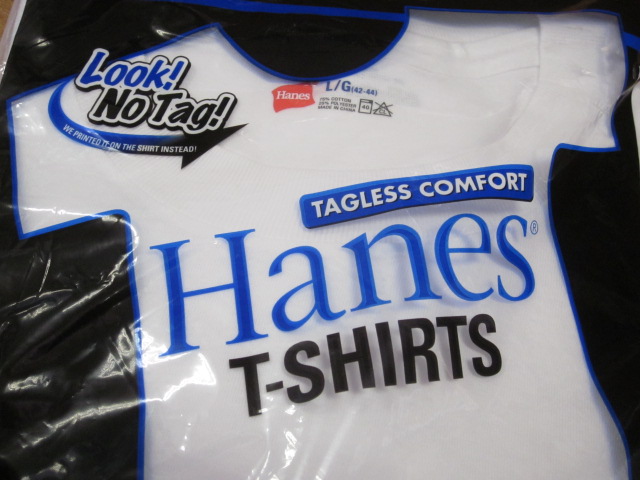 Look!
No Tag!
WE PRINTED IT ON THE SHIRT INSTEAD!
Hanes
L/G(42-44)
MADE IN CHINA
40
TAGLESS COMFORT
Hanes®
T-SHIRTS